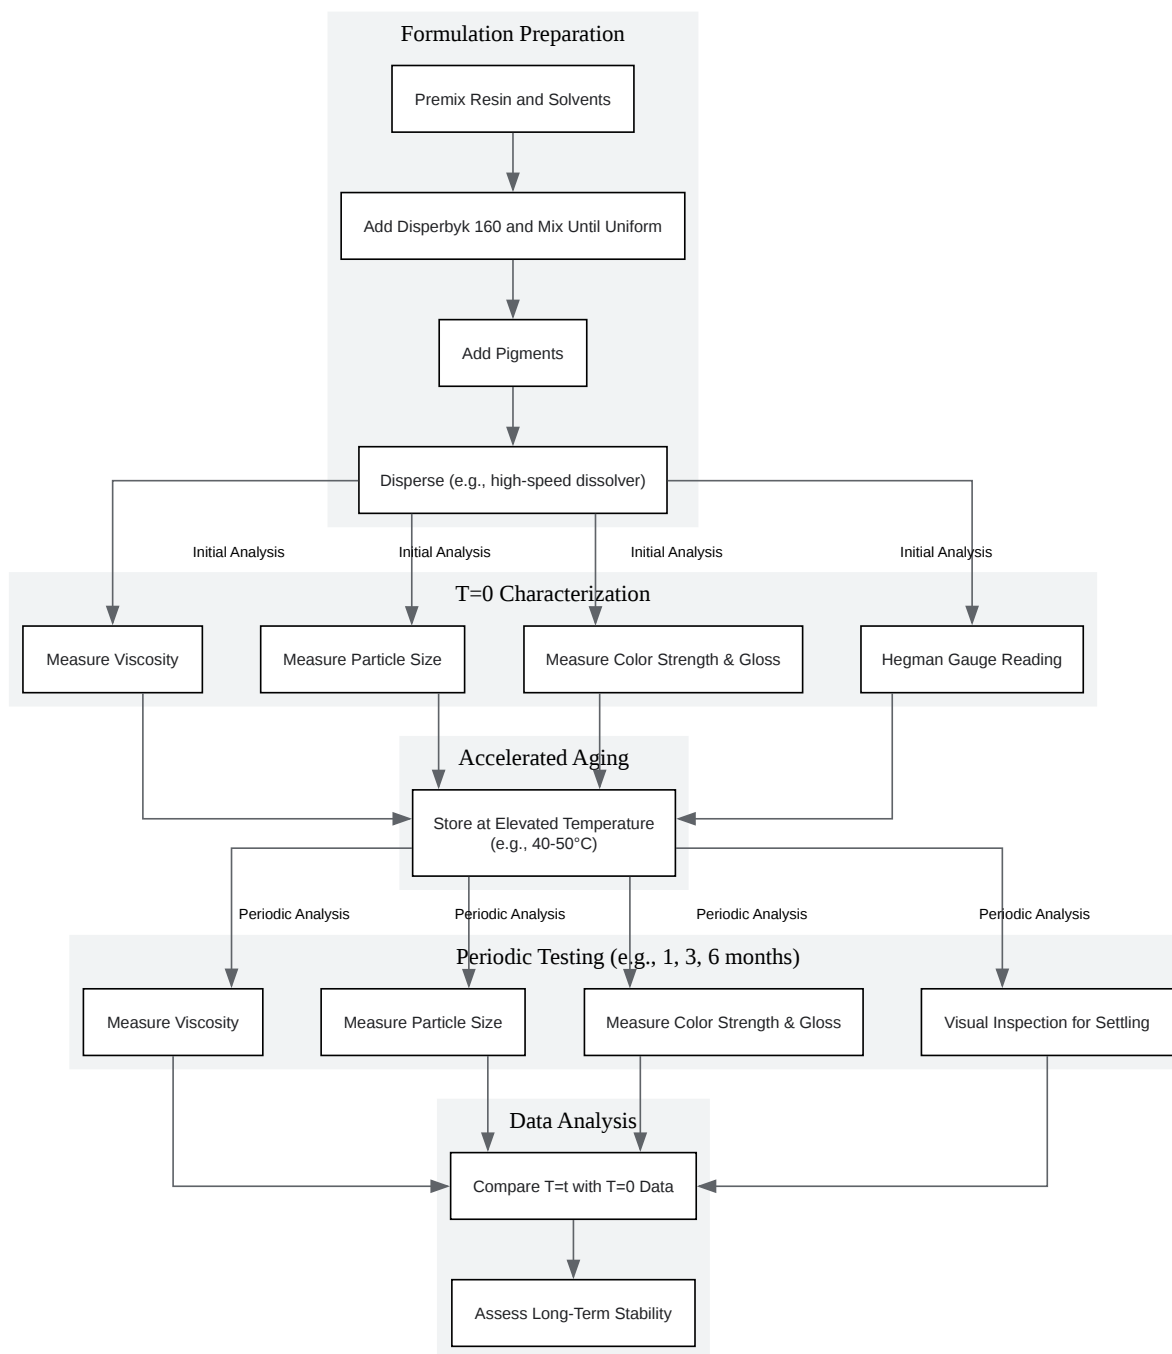 Formulation Preparation
Premix Resin and Solvents
Add Disperbyk 160 and Mix Until Uniform
Add Pigments
Disperse (e.g., high-speed dissolver)
Initial Analysis
Initial Analysis
Initial Analysis
Initial Analysis
T=0 Characterization
Measure Viscosity
Measure Particle Size
Measure Color Strength & Gloss
Hegman Gauge Reading
Accelerated Aging
Store at Elevated Temperature
(e.g., 40-50°C)
Periodic Analysis
Periodic Analysis
Periodic Analysis
Periodic Analysis
Periodic Testing (e.g., 1, 3, 6 months)
Measure Viscosity
Measure Particle Size
Measure Color Strength & Gloss
Visual Inspection for Settling
Data Analysis
Compare T=t with T=0 Data
Assess Long-Term Stability